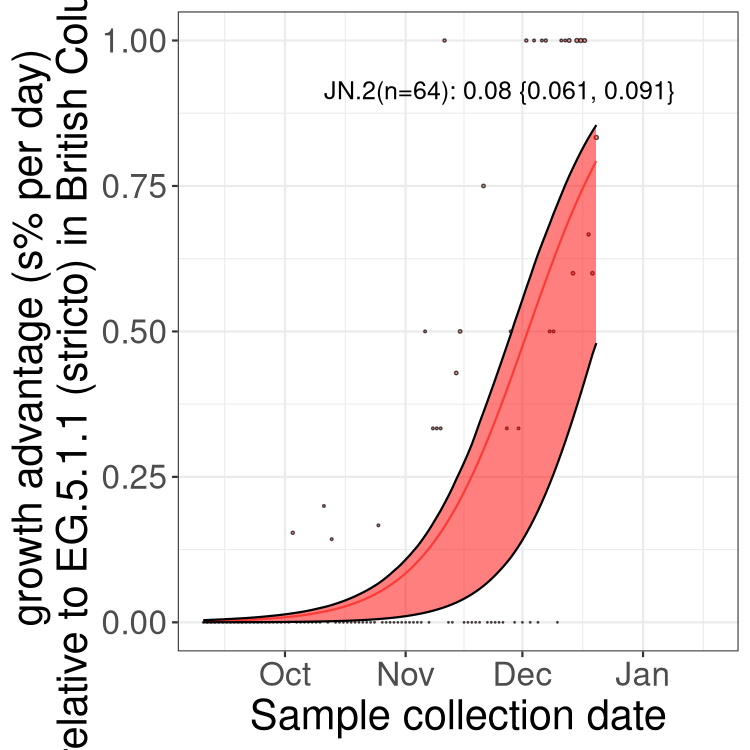 growth advantage (s% per day)
relative to EG.5.1.1 (stricto) in British Colu
1.00
0.75
0.50
0.25
0.00
JN.2(n=64): 0.08 {0.061, 0.091}
Oct Nov Dec Jan
Sample collection date